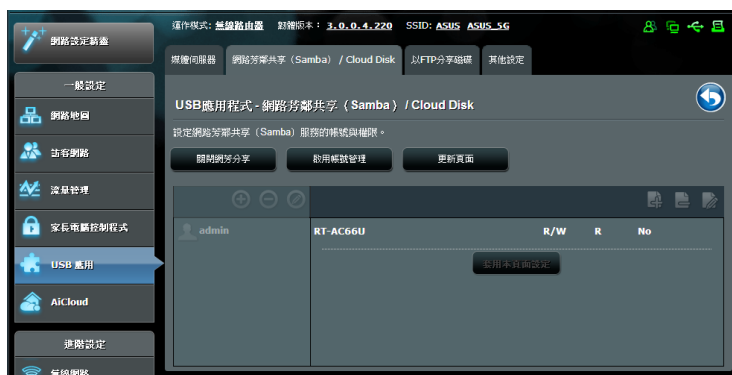 運作模式: 無線路由器 韌體版本: 3.0.0.4.220 SSID: ASUS ASUS_5G
網路設定精靈
媒體伺服器 網路芳鄰共享 (Samba) / Cloud Disk 以FTP分享磁碟 其他設定
一般設定
USB應用程式 - 網路芳鄰共享 (Samba) / Cloud Disk
網路地圖
設定網路芳鄰共享 (Samba) 服務的帳號與權限。
訪客網路
關閉網芳分享 啟用帳號管理 更新頁面
流量管理
家長電腦控制程式
admin RT-AC66U R/W R No
USB 應用
套用本頁面設定
AiCloud
進階設定
無線網路